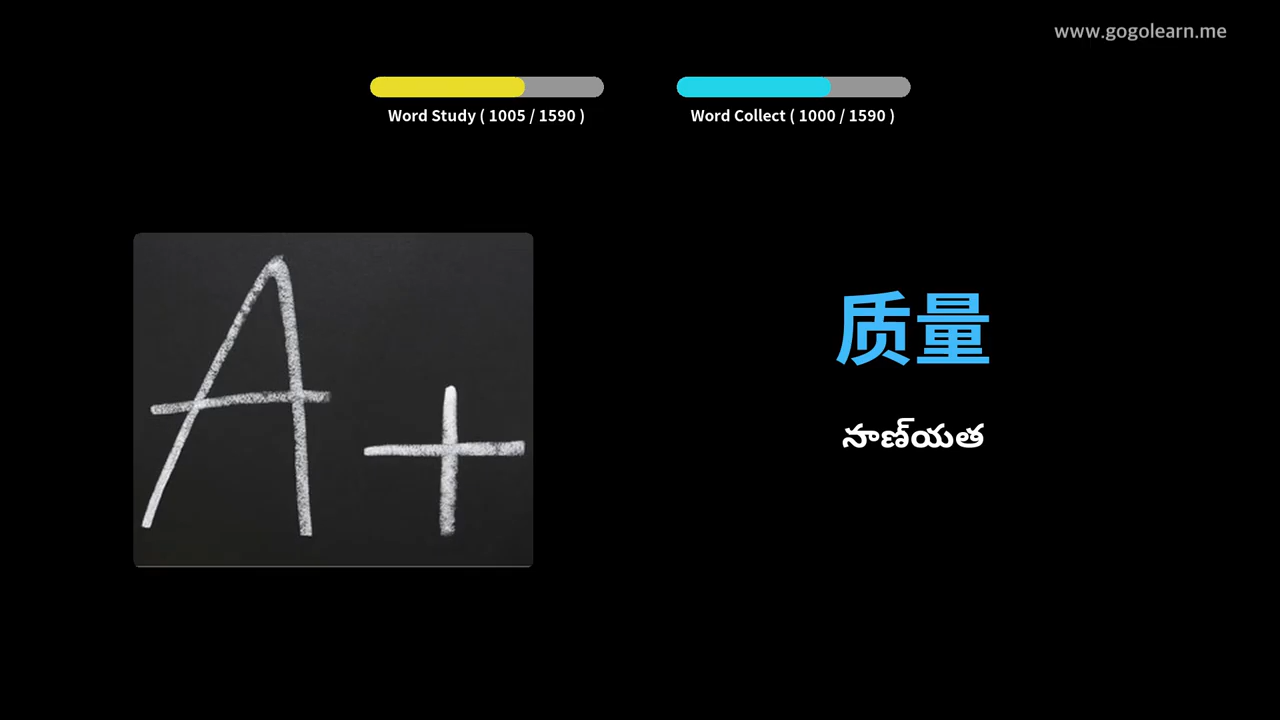 www.gogolearn.me
Word Study ( 1005 / 1590 )
Word Collect ( 1000 / 1590 )
A+
质量
నాణ్యత